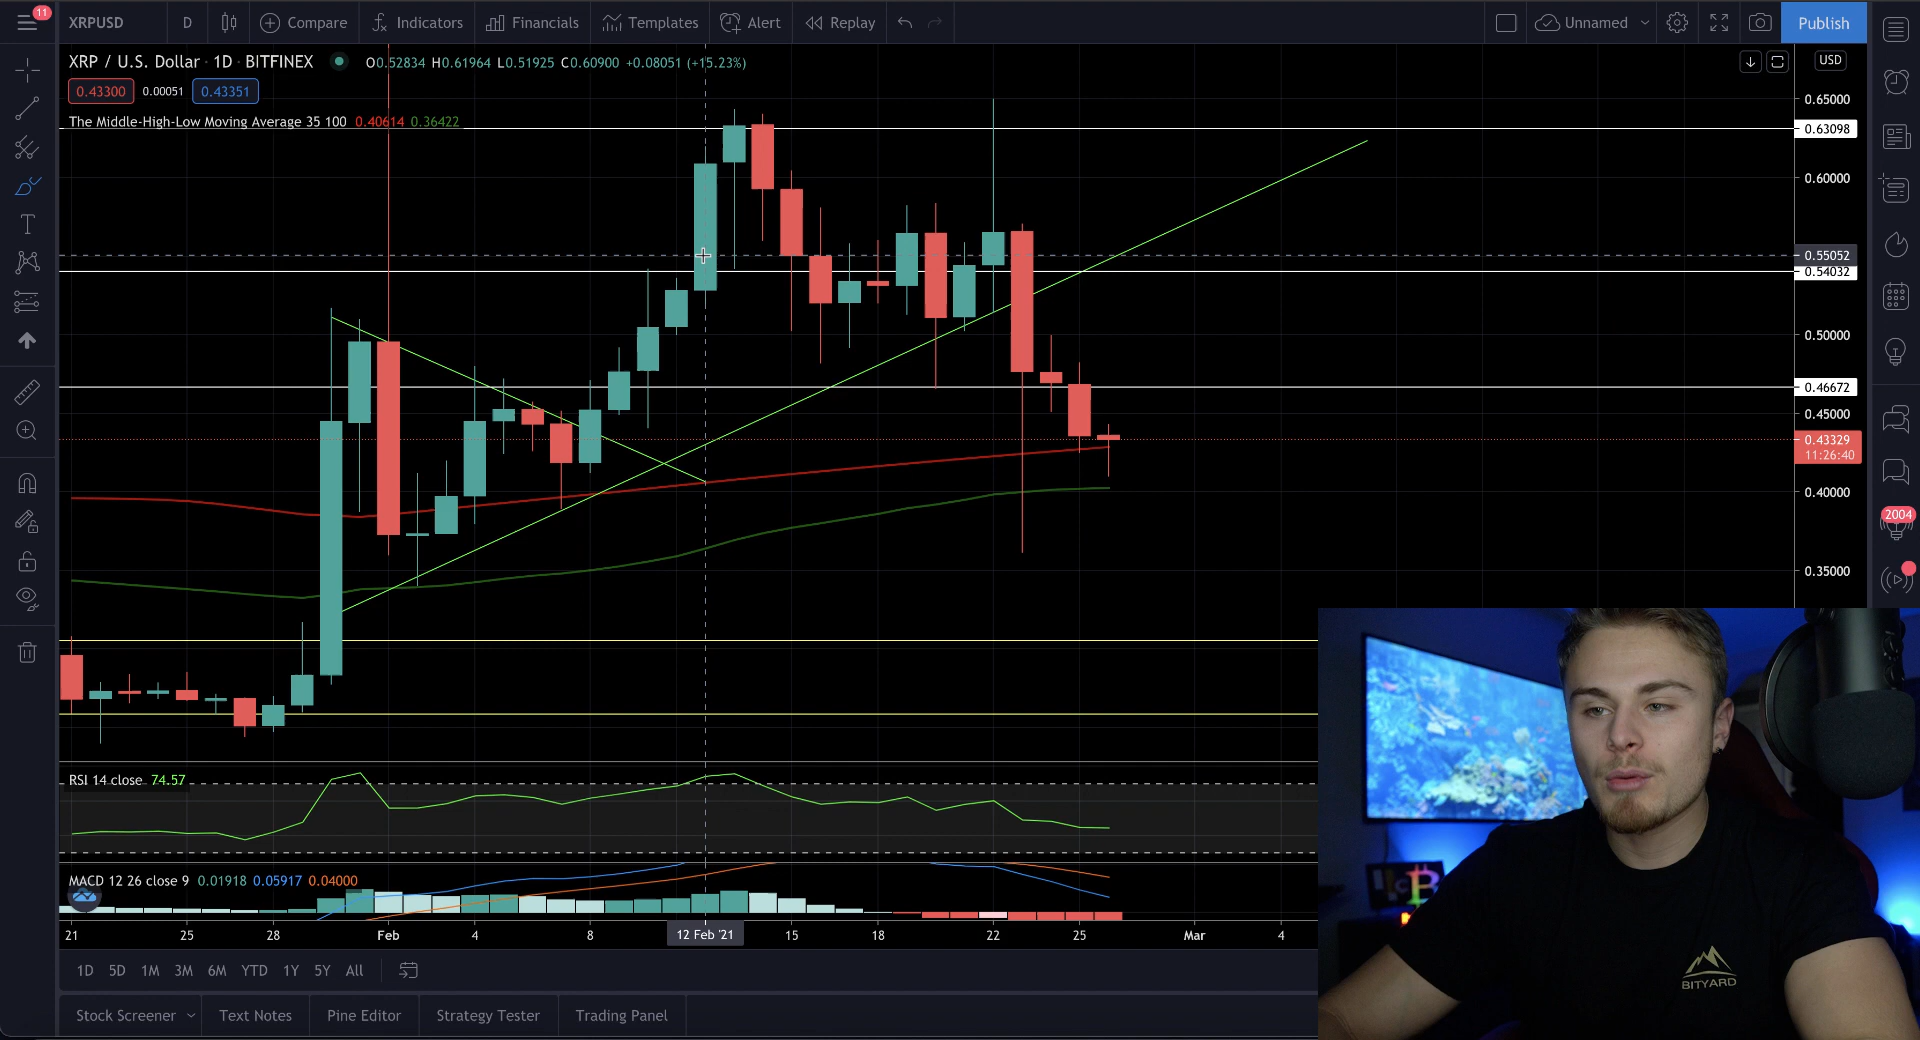 11
XRPUSD
D
Compare
Indicators
Financials
Templates
Alert
Replay
Unnamed
Publish
XRP / U.S. Dollar · 1D · BITFINEX
O0.52834 H0.61964 L0.51925 C0.60900 +0.08051 (+15.23%)
0.43300
0.00051
0.43351
The Middle-High-Low Moving Average 35 100 0.40614 0.36422
USD
0.65000
0.63098
0.60000
0.55052
0.54032
0.50000
0.46672
0.45000
0.43329
11:26:40
0.40000
0.35000
2004
RSI 14 close 74.57
MACD 12 26 close 9 0.01918 0.05917 0.04000
21
25
28
Feb
4
8
12 Feb '21
15
18
22
25
Mar
4
1D 5D 1M 3M 6M YTD 1Y 5Y All
Stock Screener
Text Notes
Pine Editor
Strategy Tester
Trading Panel
BITYARD